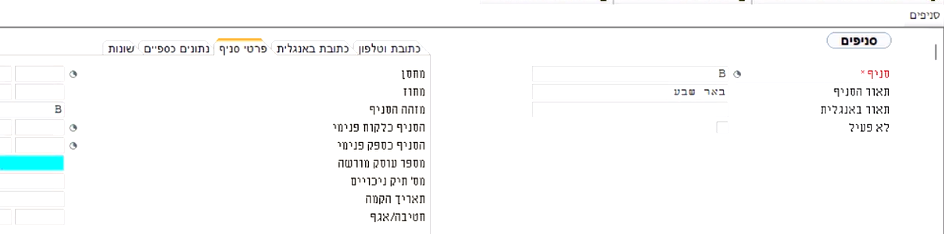 סניפים
סניפים
סניף *
B
תאור הסניף
באר שבע
תאור באנגלית
לא פעיל
כתובת וטלפון
כתובת באנגלית
פרטי סניף
נתונים כספיים
שונות
מחסן
מחוז
מזהה הסניף
B
הסניף כלקוח פנימי
הסניף כספק פנימי
מספר עוסק מורשה
מס' תיק ניכויים
תאריך הקמה
חטיבה/אגף